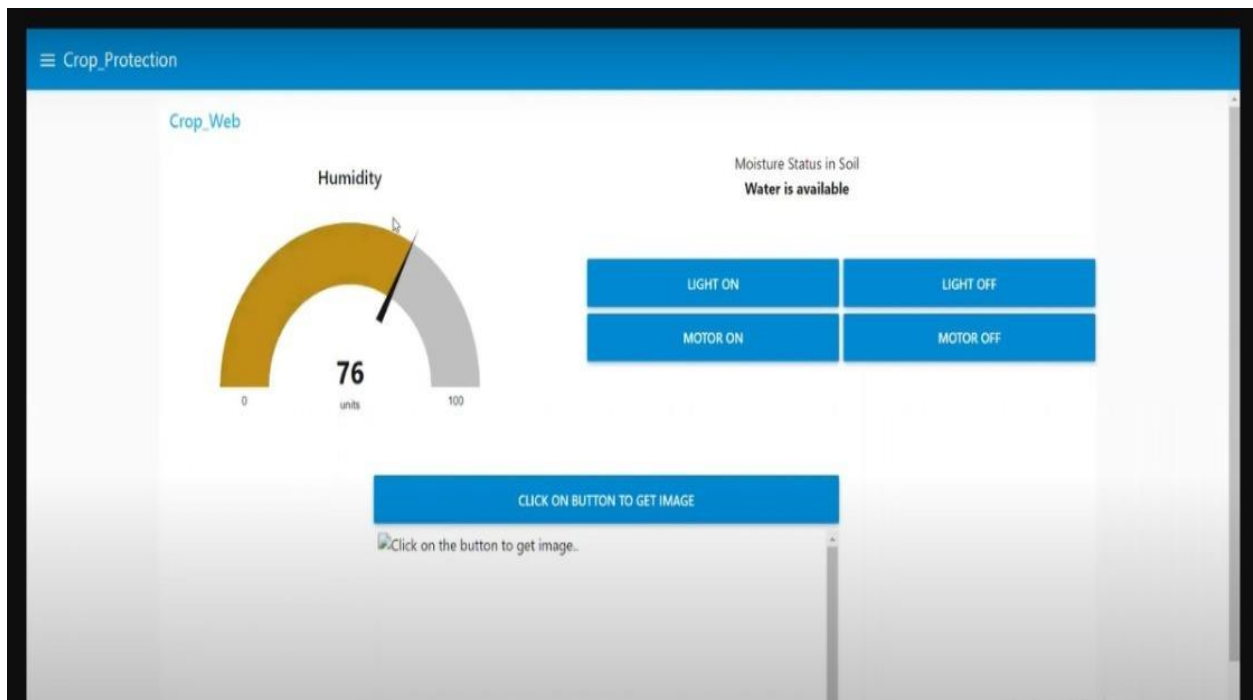 Crop_Protection
Crop_Web
Humidity
76
units
0
100
Moisture Status in Soil
Water is available
LIGHT ON
LIGHT OFF
MOTOR ON
MOTOR OFF
CLICK ON BUTTON TO GET IMAGE
Click on the button to get image..